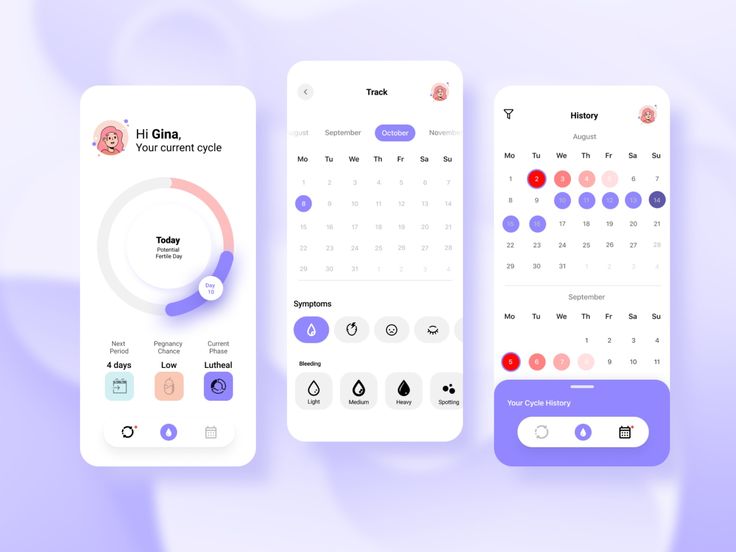 Hi Gina,
Your current cycle
Today
Potential
Fertile Day
Day
10
Next
Period
4 days
Pegnancy
Chance
Low
Current
Phase
Lutheal
Track
ugust September October Novembe
Mo Tu We Th Fr Sa Su
1 2 3 4 5 6 7
8 9 10 11 12 13 14
15 16 17 18 19 20 21
22 23 24 25 26 27 28
29 30 31 1 2 3 4
Symptoms
Bleeding
Light Medium Heavy Spotting
History
August
Mo Tu We Th Fr Sa Su
1 2 3 4 5 6 7
8 9 10 11 12 13 14
15 16 17 18 19 20 21
22 23 24 25 26 27 28
29 30 31 1 2 3 4
September
Mo Tu We Th Fr Sa Su
1 2 3 4
5 6 7 8 9 10 11
Your Cycle History